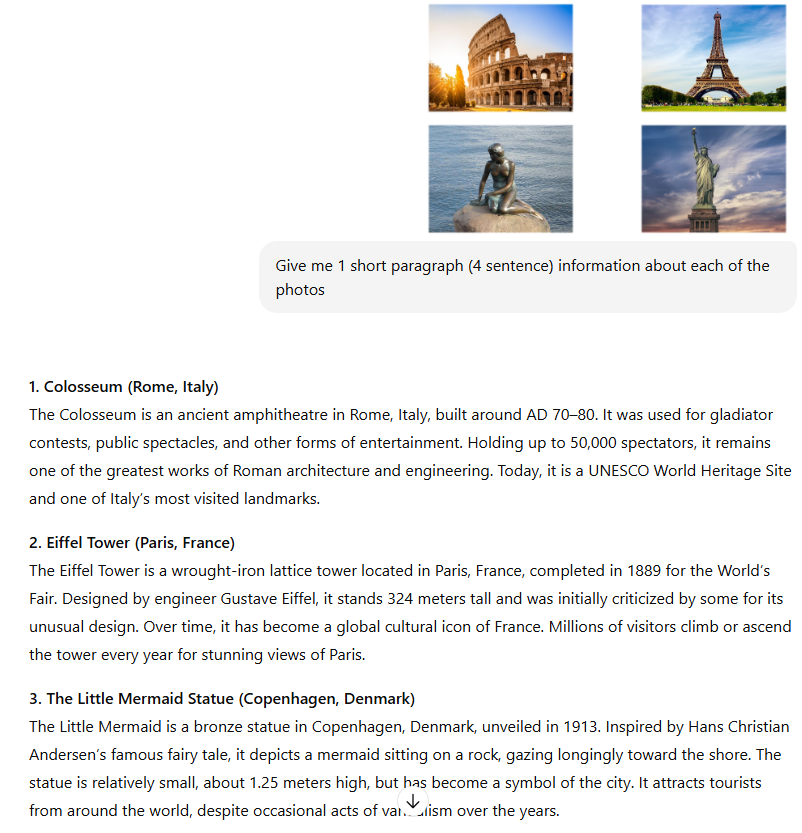 Give me 1 short paragraph (4 sentence) information about each of the
photos
1. Colosseum (Rome, Italy)
The Colosseum is an ancient amphitheatre in Rome, Italy, built around AD 70–80. It was used for gladiator
contests, public spectacles, and other forms of entertainment. Holding up to 50,000 spectators, it remains
one of the greatest works of Roman architecture and engineering. Today, it is a UNESCO World Heritage Site
and one of Italy’s most visited landmarks.
2. Eiffel Tower (Paris, France)
The Eiffel Tower is a wrought-iron lattice tower located in Paris, France, completed in 1889 for the World’s
Fair. Designed by engineer Gustave Eiffel, it stands 324 meters tall and was initially criticized by some for its
unusual design. Over time, it has become a global cultural icon of France. Millions of visitors climb or ascend
the tower every year for stunning views of Paris.
3. The Little Mermaid Statue (Copenhagen, Denmark)
The Little Mermaid is a bronze statue in Copenhagen, Denmark, unveiled in 1913. Inspired by Hans Christian
Andersen’s famous fairy tale, it depicts a mermaid sitting on a rock, gazing longingly toward the shore. The
statue is relatively small, about 1.25 meters high, but has become a symbol of the city. It attracts tourists
from around the world, despite occasional acts of over the years.